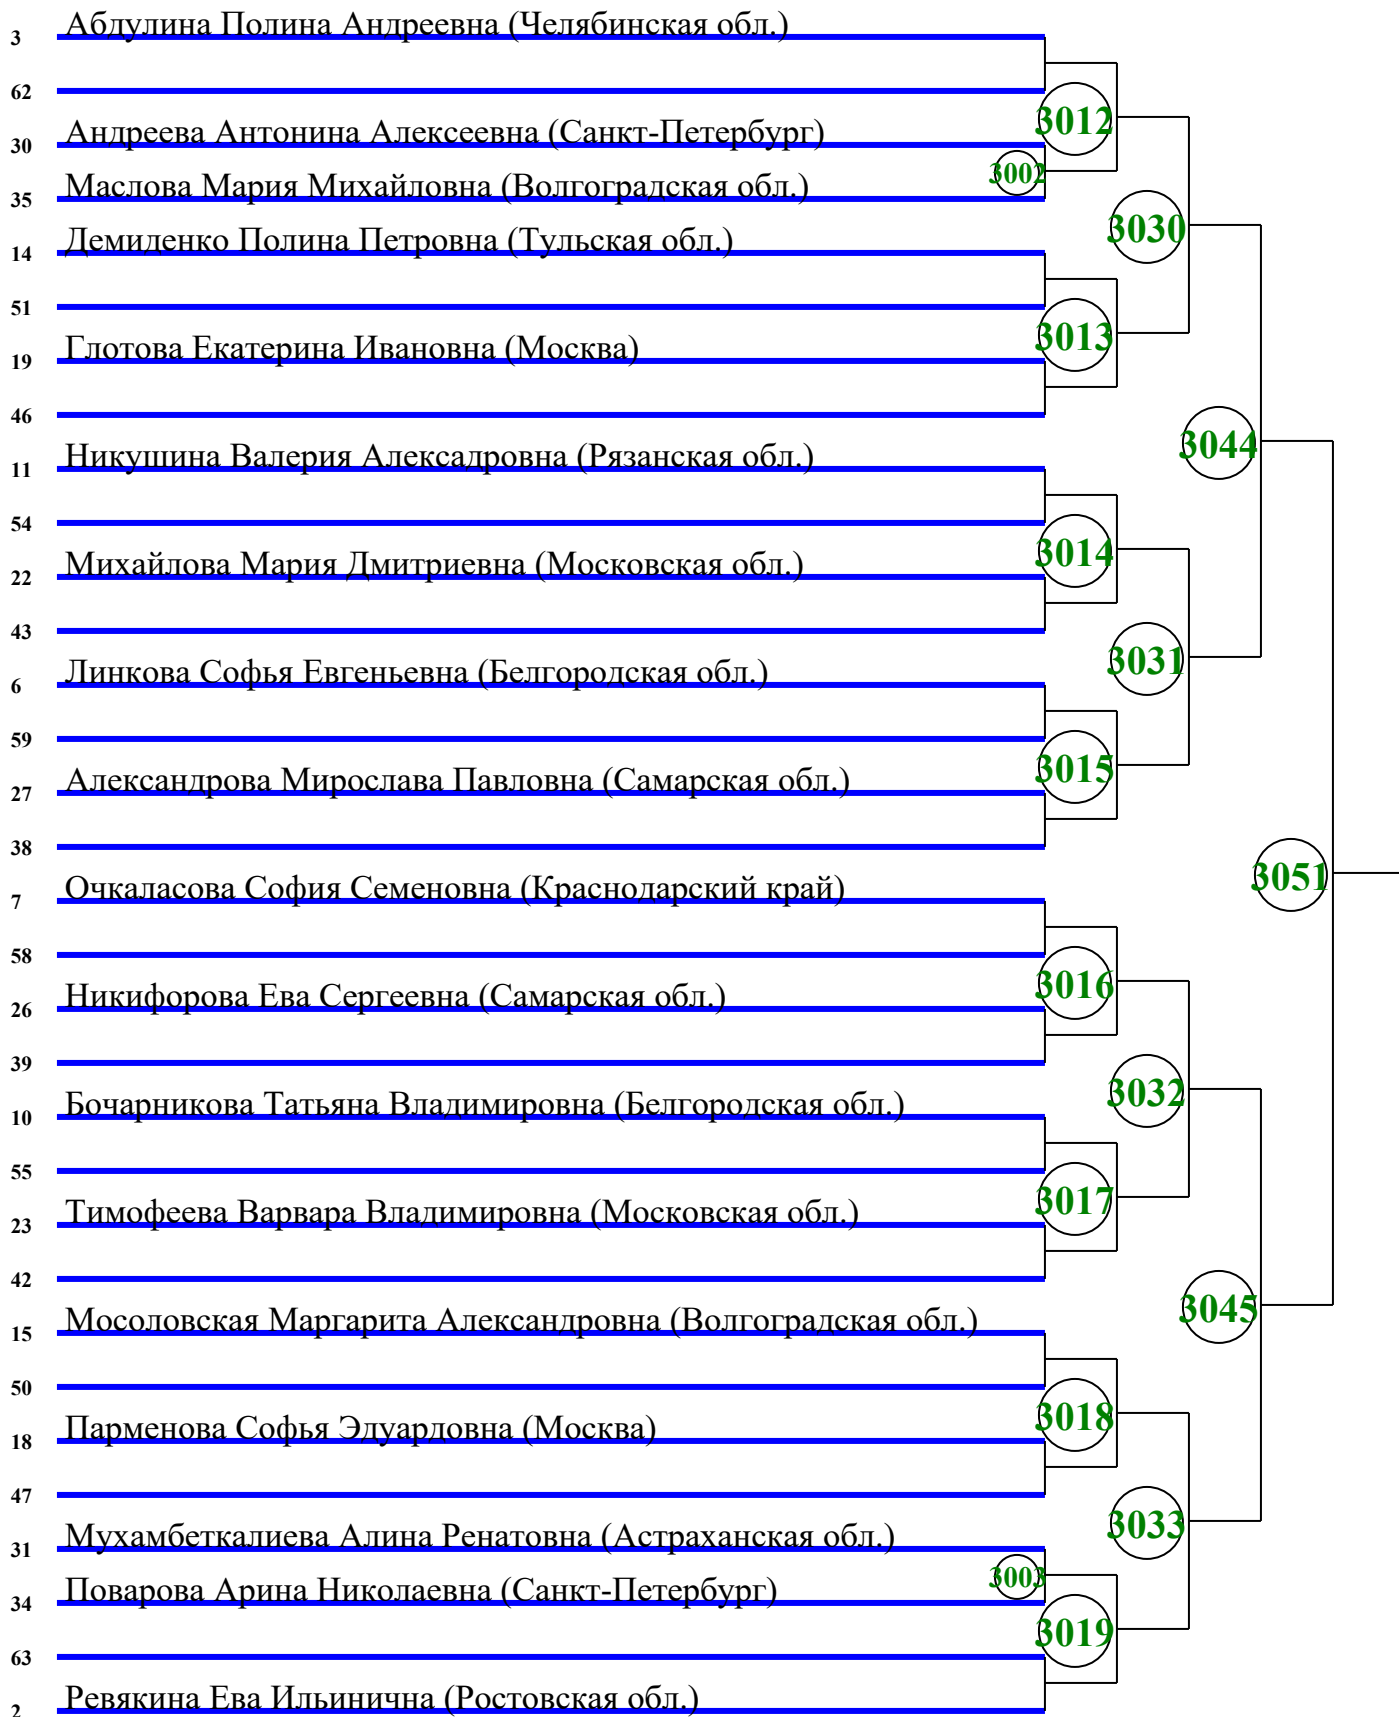 3 Абдулина Полина Андреевна (Челябинская обл.)
62
3012
30 Андреева Антонина Алексеевна (Санкт-Петербург)
3002
35 Маслова Мария Михайловна (Волгоградская обл.)
3030
14 Демиденко Полина Петровна (Тульская обл.)
51
3013
19 Глотова Екатерина Ивановна (Москва)
46
3044
11 Никушина Валерия Алексадровна (Рязанская обл.)
54
3014
22 Михайлова Мария Дмитриевна (Московская обл.)
43
3031
6 Линкова Софья Евгеньевна (Белгородская обл.)
59
3015
27 Александрова Мирослава Павловна (Самарская обл.)
38
3051
7 Очкаласова София Семеновна (Краснодарский край)
58
3016
26 Никифорова Ева Сергеевна (Самарская обл.)
39
3032
10 Бочарникова Татьяна Владимировна (Белгородская обл.)
55
3017
23 Тимофеева Варвара Владимировна (Московская обл.)
42
3045
15 Мосоловская Маргарита Александровна (Волгоградская обл.)
50
3018
18 Парменова Софья Эдуардовна (Москва)
47
3033
31 Мухамбеткалиева Алина Ренатовна (Астраханская обл.)
3003
34 Поварова Арина Николаевна (Санкт-Петербург)
3019
63
2 Ревякина Ева Ильинична (Ростовская обл.)